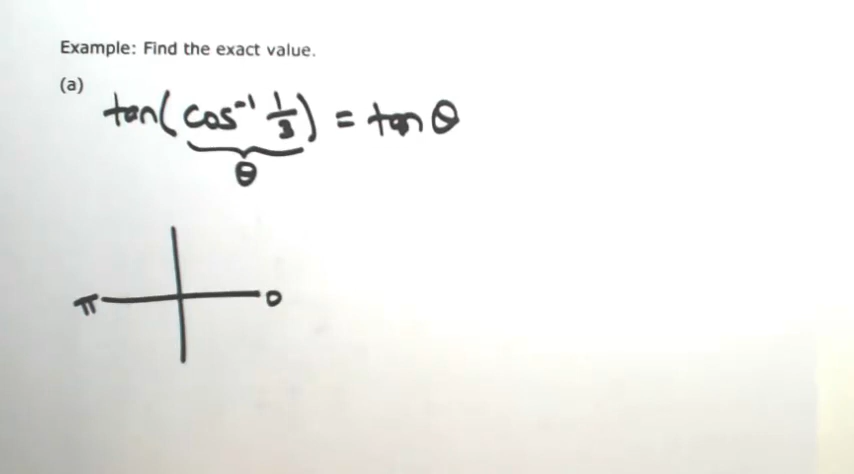 Example: Find the exact value.
(a)
tan(cos⁻¹ 1/3) = tan θ
θ
π 0